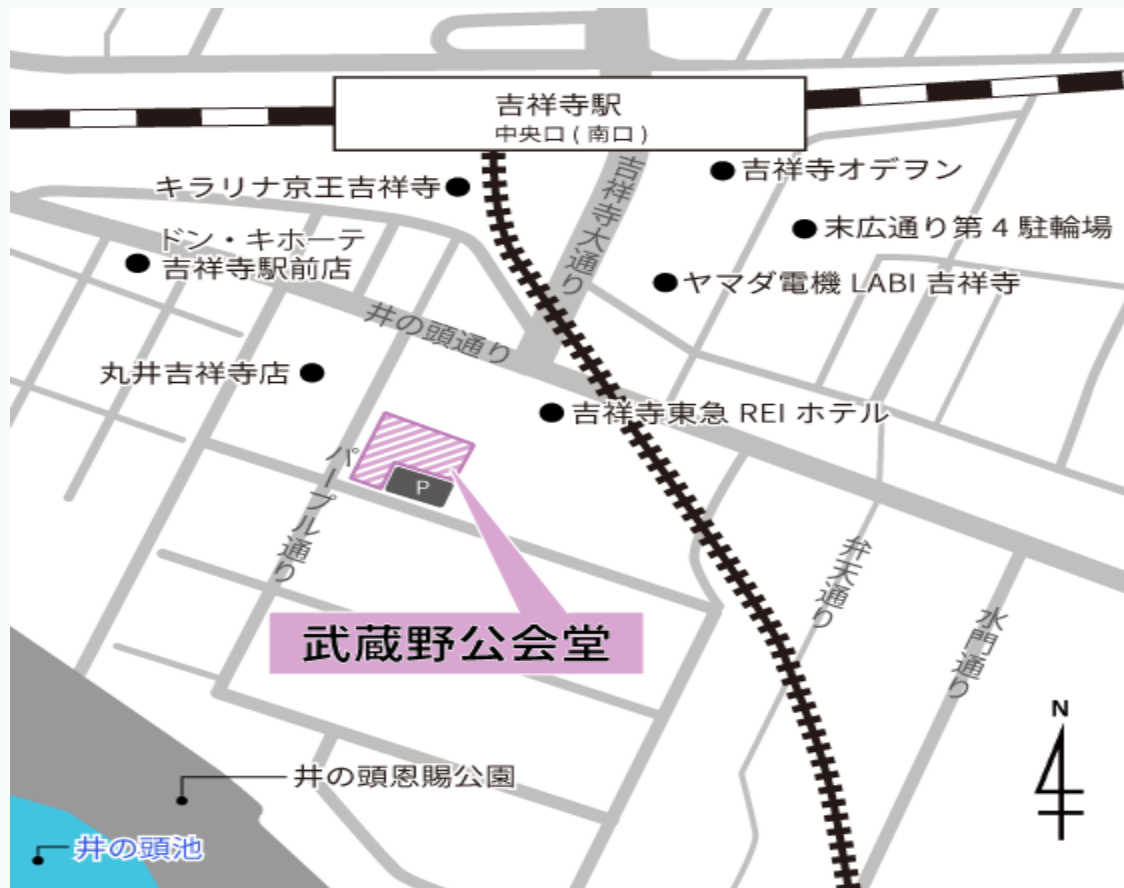 吉祥寺駅
中央口 ( 南口 )
吉祥寺大通り
吉祥寺オデヲン
キラリナ京王吉祥寺
末広通り第 4 駐輪場
ドン・キホーテ
吉祥寺駅前店
ヤマダ電機 LABI 吉祥寺
井の頭通り
丸井吉祥寺店
吉祥寺東急 REI ホテル
パープル通り
P
弁天通り
水門通り
武蔵野公会堂
N
井の頭恩賜公園
井の頭池